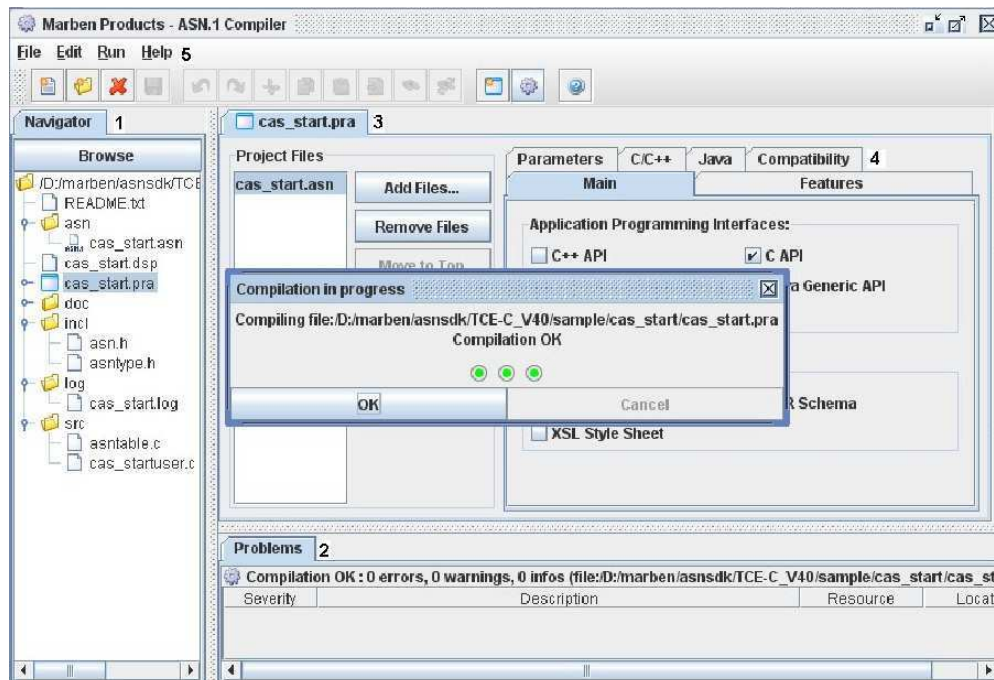 Marben Products - ASN.1 Compiler
File Edit Run Help 5
Navigator 1
Browse
/D:/marben/asnsdk/TCE
README.txt
asn
cas_start.asn
cas_start.dsp
cas_start.pra
doc
incl
asn.h
asntype.h
log
cas_start.log
src
asntable.c
cas_startuser.c
cas_start.pra 3
Project Files
cas_start.asn
Add Files...
Remove Files
Move to Top
Parameters C/C++ Java Compatibility 4
Main Features
Application Programming Interfaces:
C++ API C API
a Generic API
Compilation in progress
Compiling file:/D:/marben/asnsdk/TCE-C_V40/sample/cas_start/cas_start.pra
Compilation OK
OK Cancel
R Schema
XSL Style Sheet
Problems 2
Compilation OK : 0 errors, 0 warnings, 0 infos (file:/D:/marben/asnsdk/TCE-C_V40/sample/cas_start/cas_st
Severity Description Resource Locat